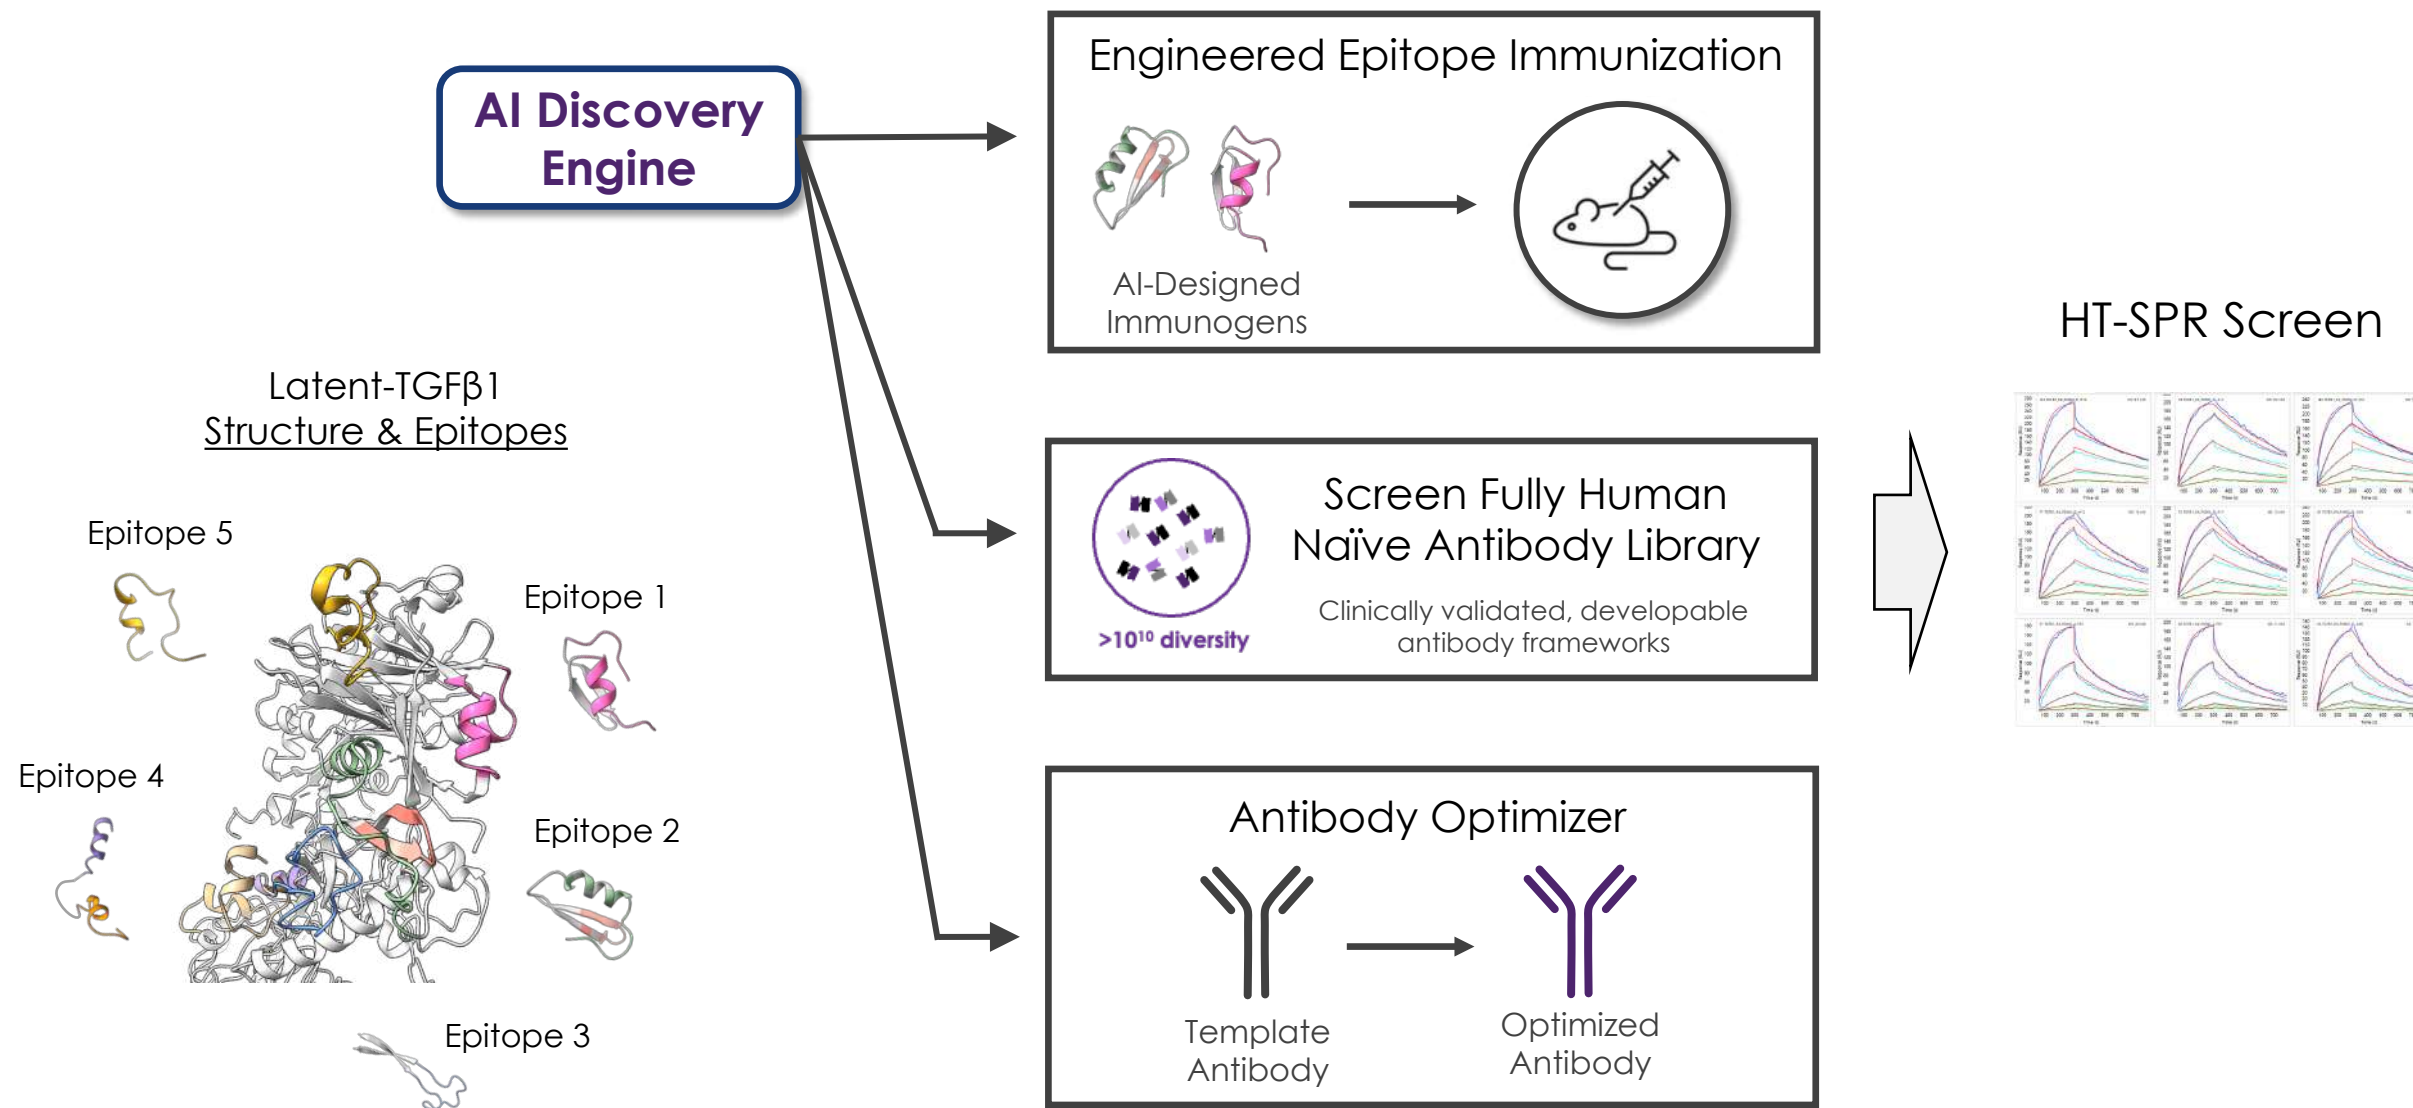 AI Discovery
Engine
Latent-TGFβ1
Structure & Epitopes
Epitope 5
Epitope 1
Epitope 4
Epitope 2
Epitope 3
Engineered Epitope Immunization
AI-Designed
Immunogens
>10¹⁰ diversity
Screen Fully Human
Naïve Antibody Library
Clinically validated, developable
antibody frameworks
Antibody Optimizer
Template
Antibody
Optimized
Antibody
HT-SPR Screen